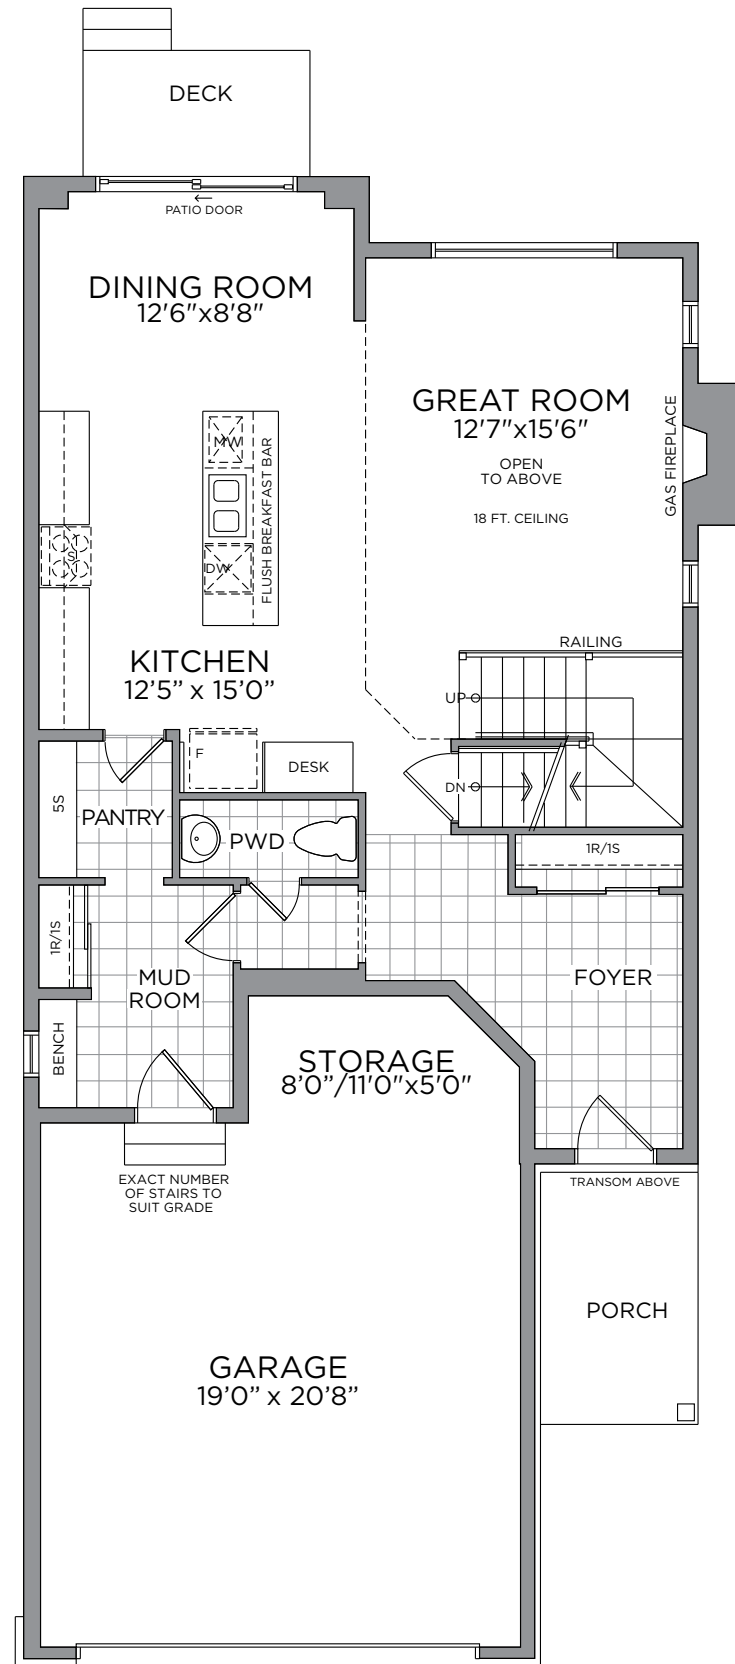 DECK
PATIO DOOR
DINING ROOM
12'6"x8'8"
GREAT ROOM
12'7"x15'6"
OPEN
TO ABOVE
18 FT. CEILING
GAS FIREPLACE
MW
FLUSH BREAKFAST BAR
S
DW
KITCHEN
12'5” x 15’0”
RAILING
UP
F
DESK
DN
5S
PANTRY
PWD
1R/1S
1R/1S
MUD
ROOM
FOYER
BENCH
STORAGE
8’0”/11'0"x5'0"
EXACT NUMBER
OF STAIRS TO
SUIT GRADE
TRANSOM ABOVE
PORCH
GARAGE
19’0” x 20’8”